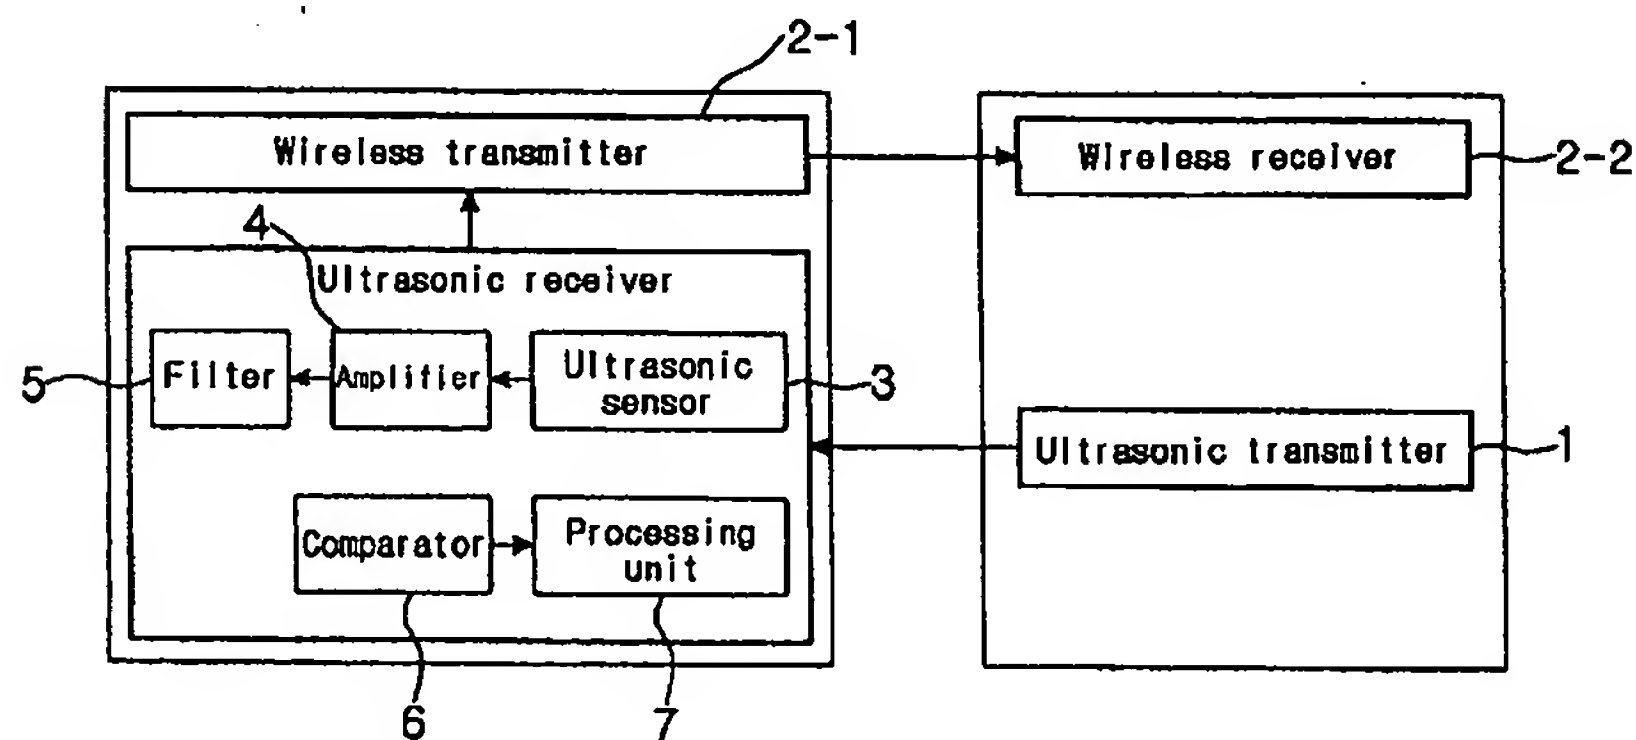 2-1
Wireless transmitter
Wireless receiver
2-2
4
Ultrasonic receiver
5
Filter
Amplifier
Ultrasonic
sensor
3
Ultrasonic transmitter
1
Comparator
Processing
unit
6
7